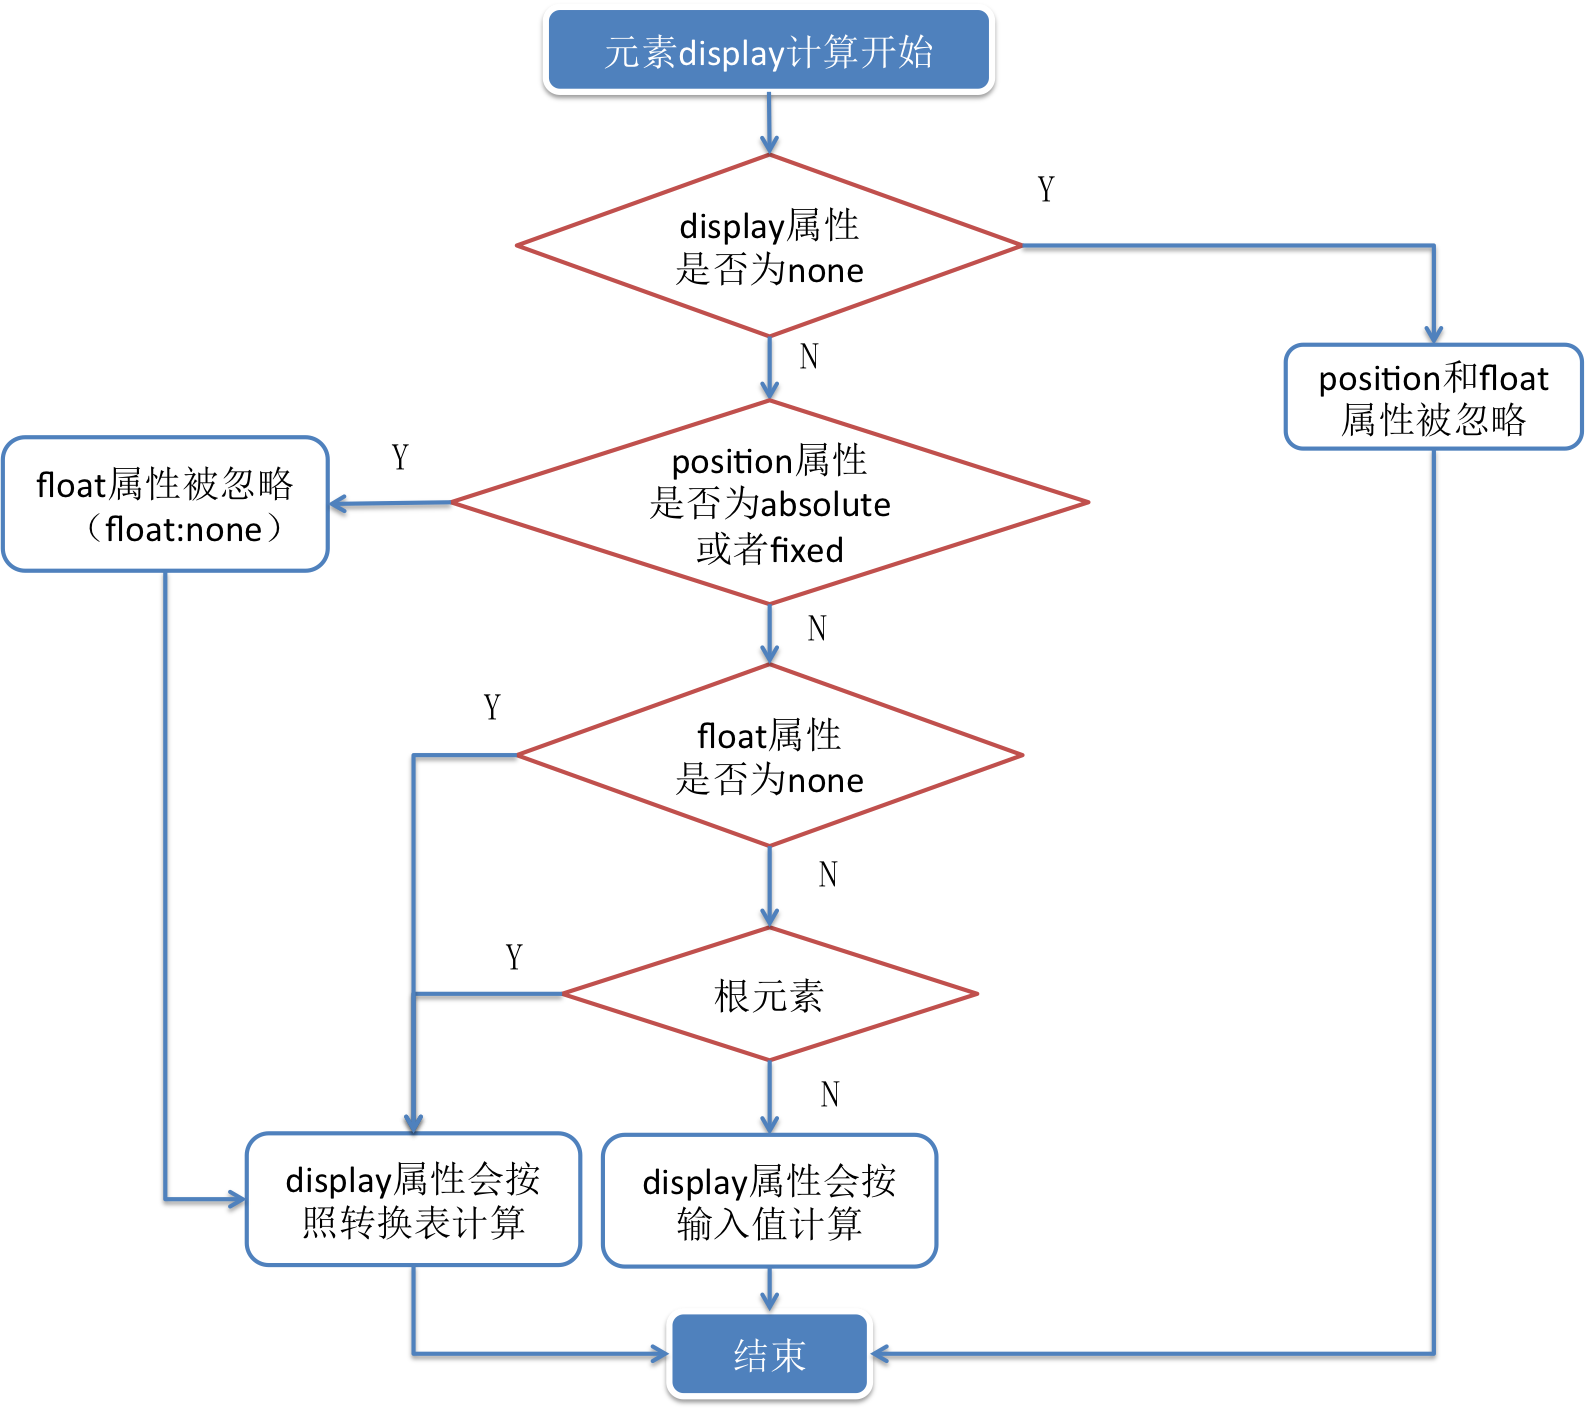 元素display计算开始
Y
display属性
是否为none
N
position和float
属性被忽略
Y
position属性
是否为absolute
或者fixed
float属性被忽略
（float:none）
N
Y
float属性
是否为none
N
Y
根元素
N
display属性会按
照转换表计算
display属性会按
输入值计算
结束